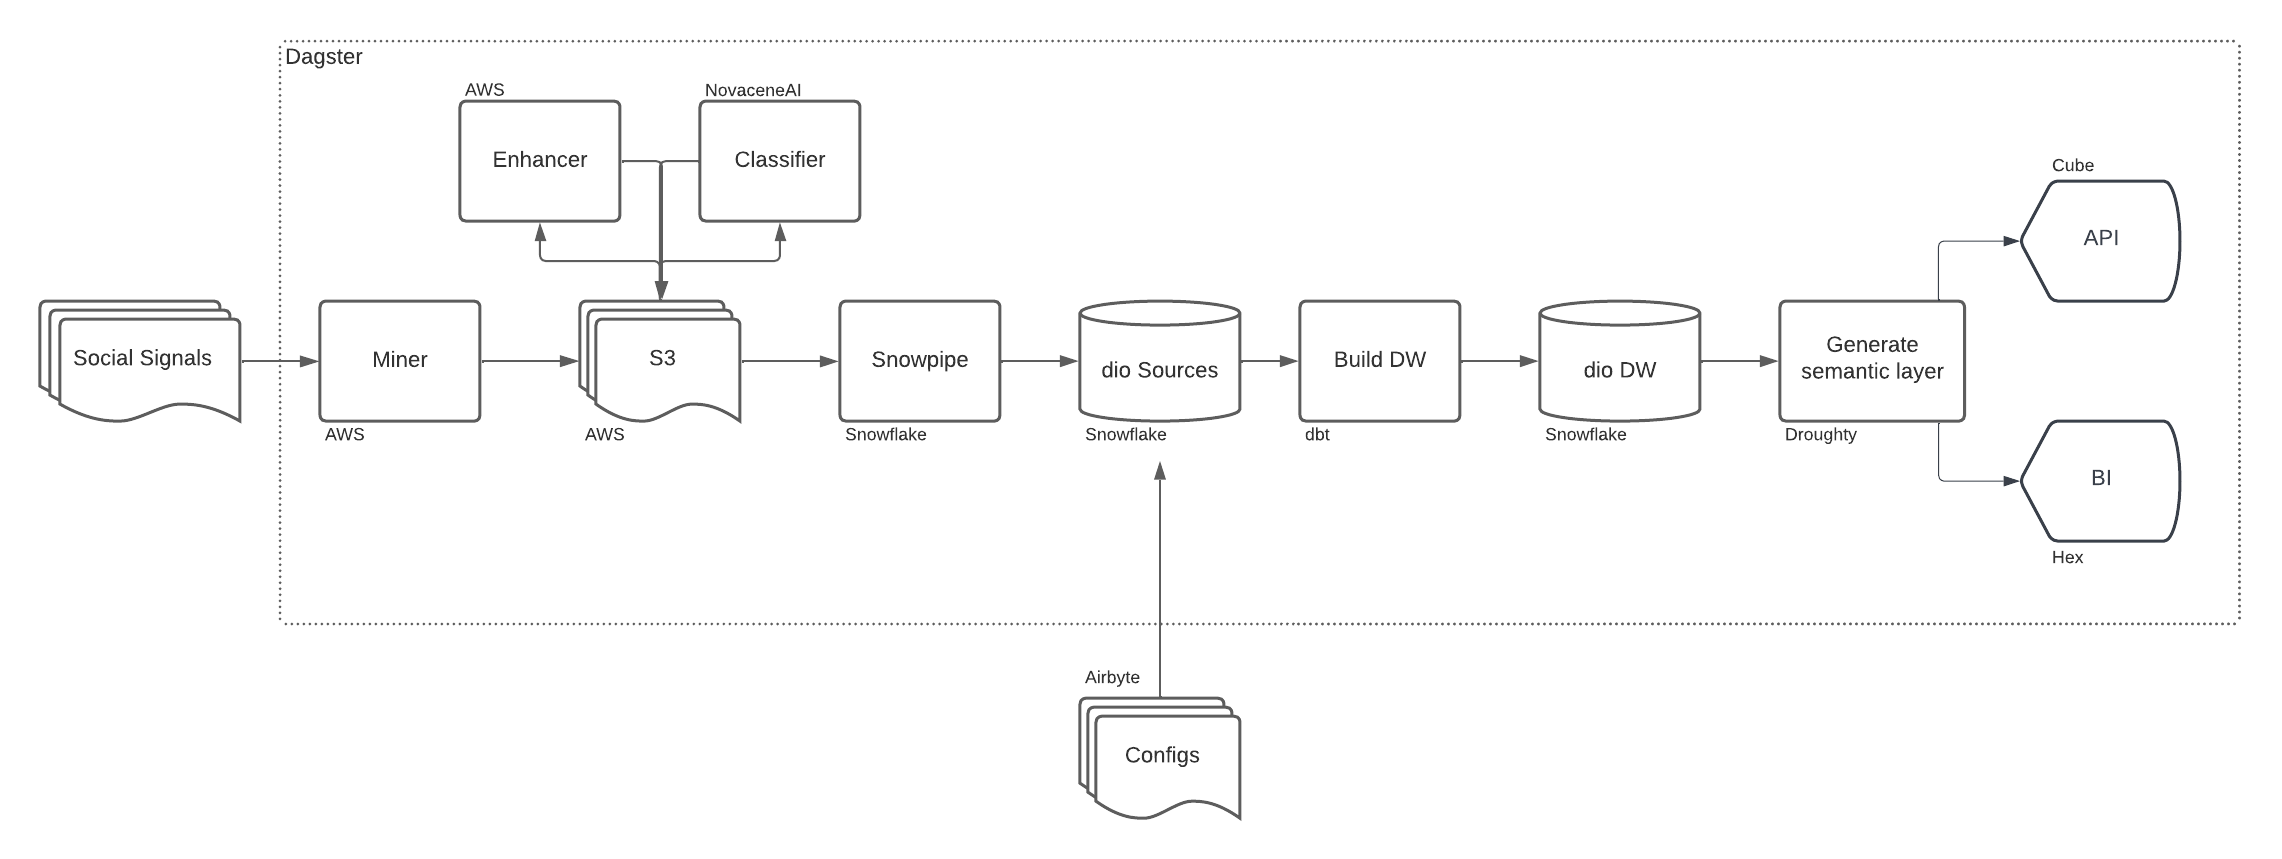 Dagster
AWS
NovaceneAI
Enhancer
Classifier
Cube
API
Social Signals
Miner
S3
Snowpipe
dio Sources
Build DW
dio DW
Generate
semantic layer
AWS
AWS
Snowflake
Snowflake
dbt
Snowflake
Droughty
BI
Hex
Airbyte
Configs